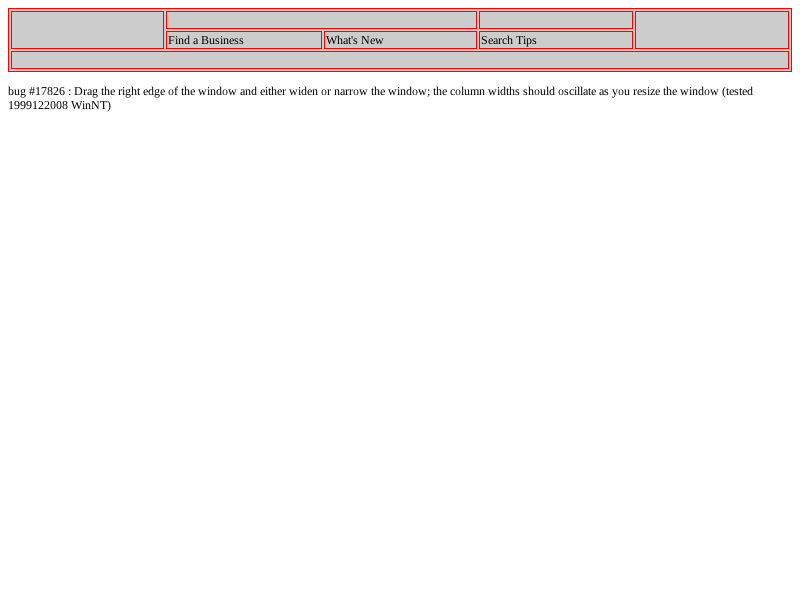 Find a Business
What's New
Search Tips
bug #17826 : Drag the right edge of the window and either widen or narrow the window; the column widths should oscillate as you resize the window (tested
1999122008 WinNT)